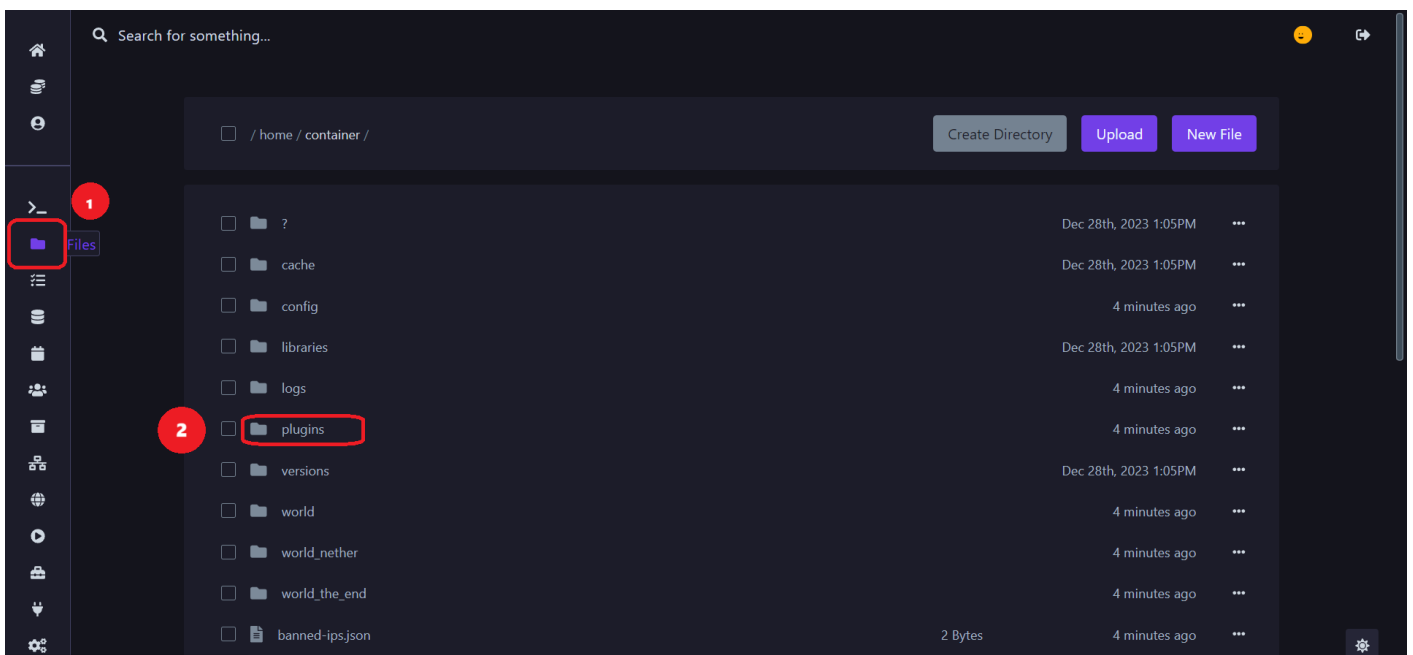 Search for something...
/ home / container /
Create Directory
Upload
New File
1
Files
? Dec 28th, 2023 1:05PM
cache Dec 28th, 2023 1:05PM
config 4 minutes ago
libraries Dec 28th, 2023 1:05PM
logs 4 minutes ago
2 plugins 4 minutes ago
versions Dec 28th, 2023 1:05PM
world 4 minutes ago
world_nether 4 minutes ago
world_the_end 4 minutes ago
banned-ips.json 2 Bytes 4 minutes ago